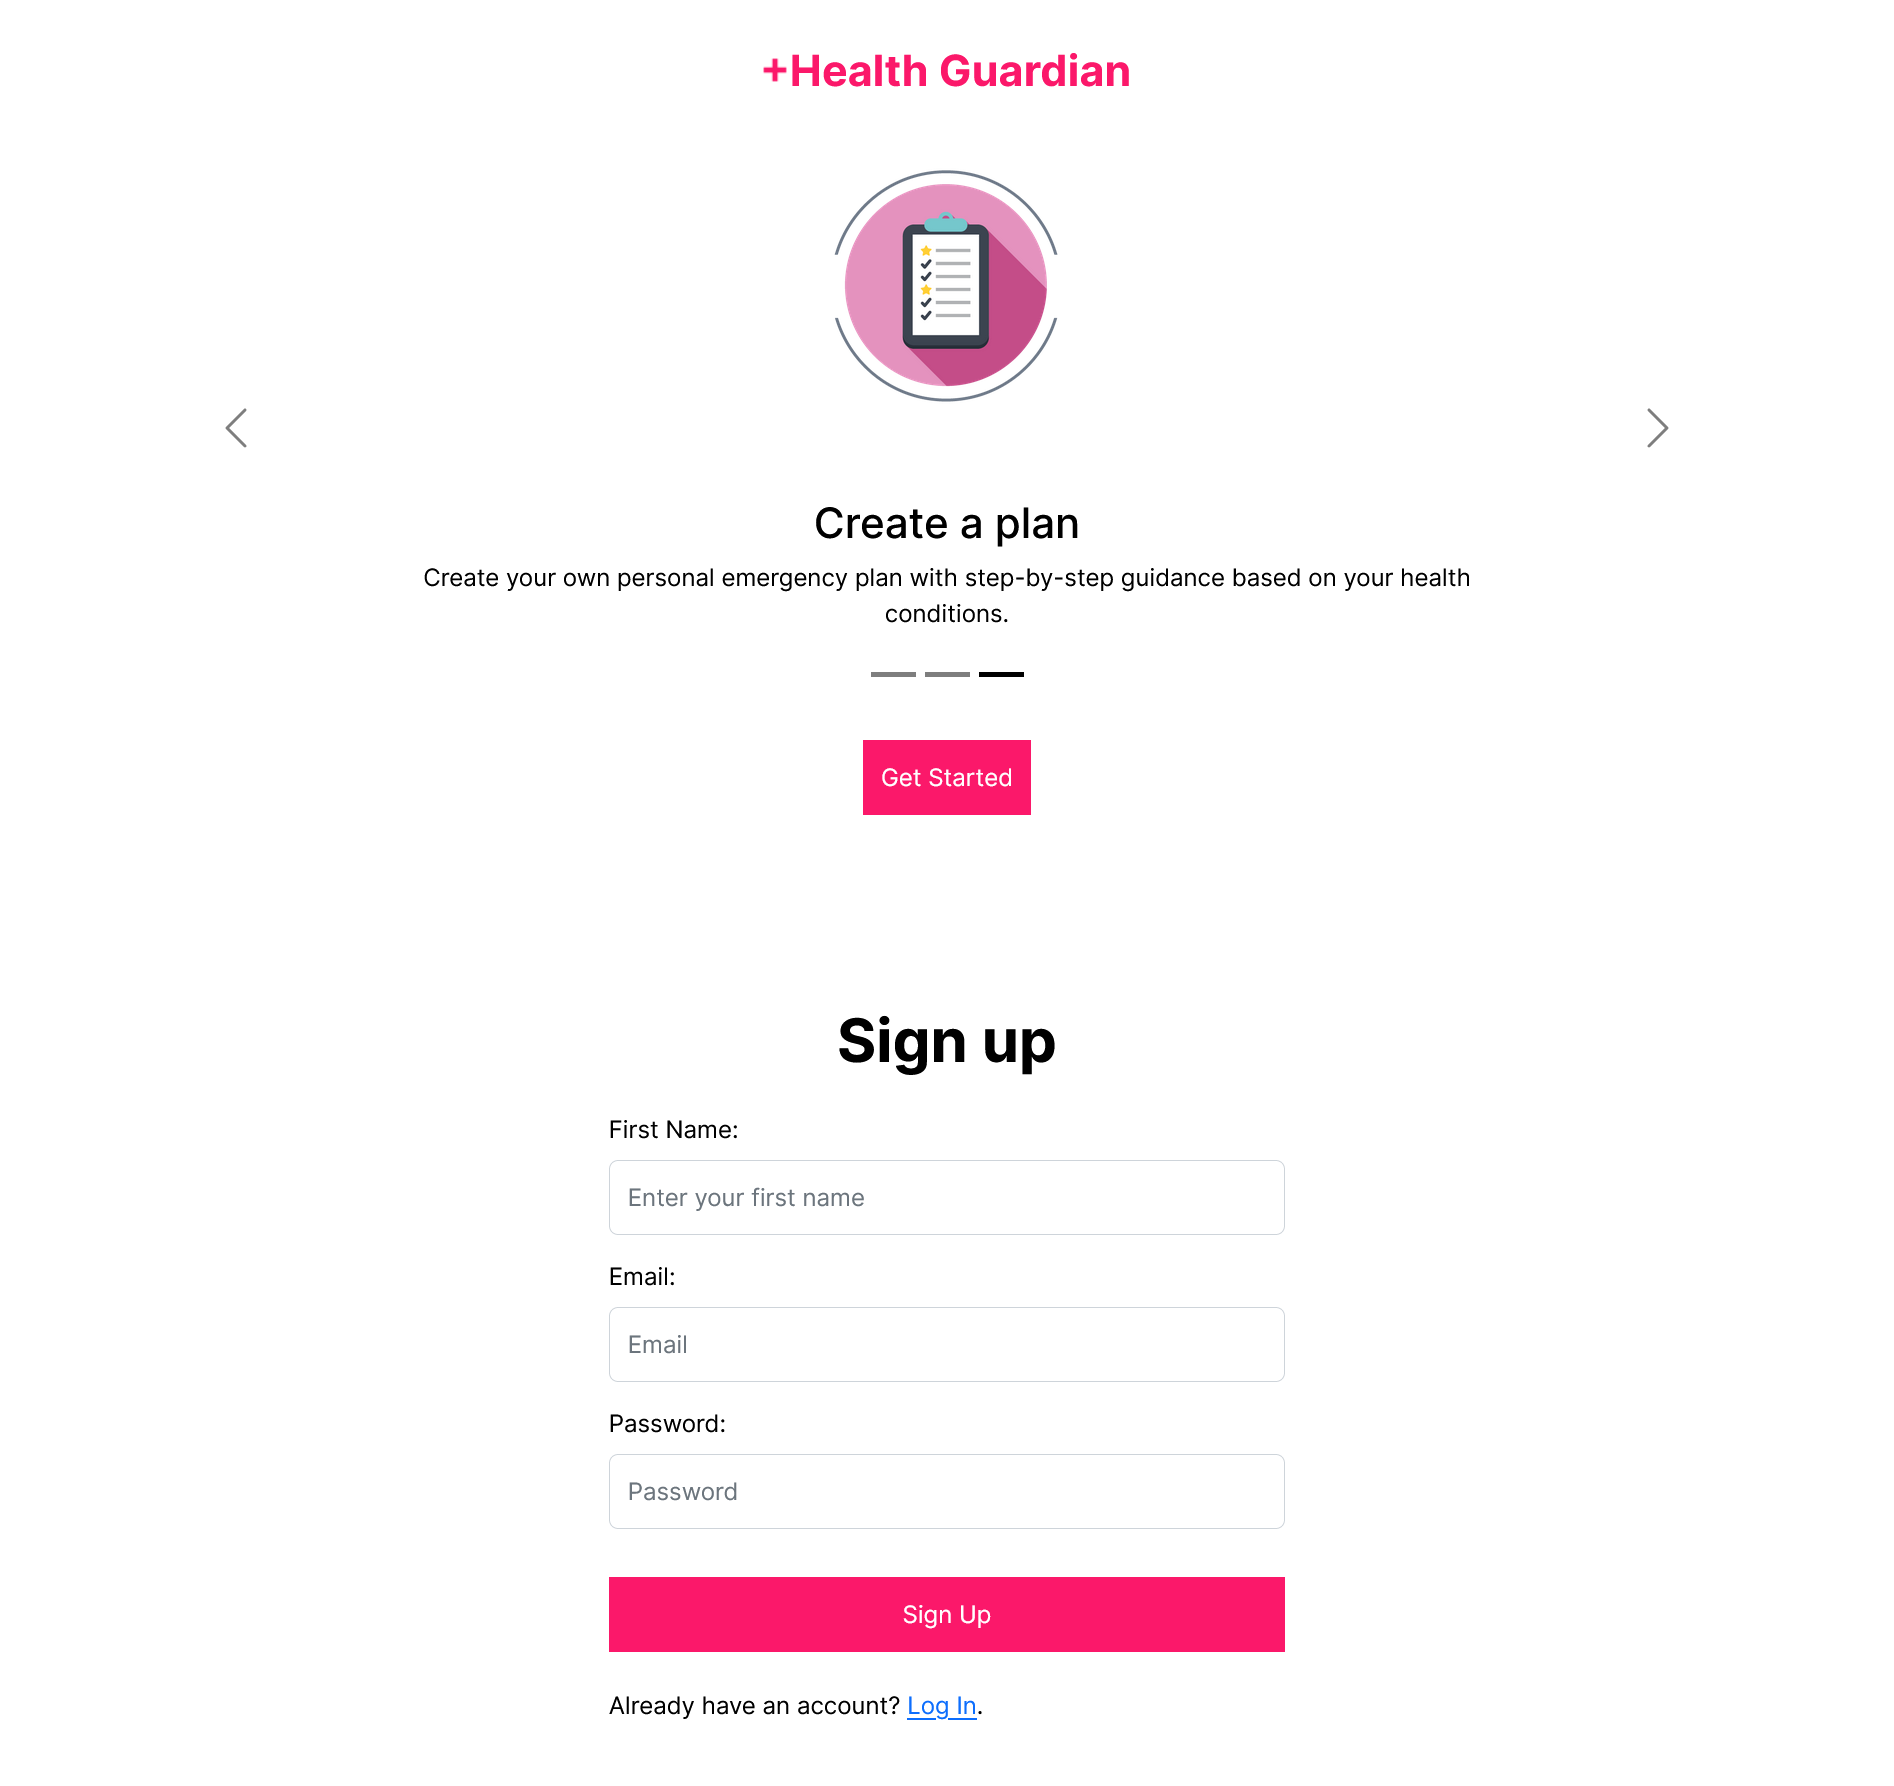 +Health Guardian
Create a plan
Create your own personal emergency plan with step-by-step guidance based on your health
conditions.
Get Started
Sign up
First Name:
Enter your first name
Email:
Email
Password:
Password
Sign Up
Already have an account? Log In.